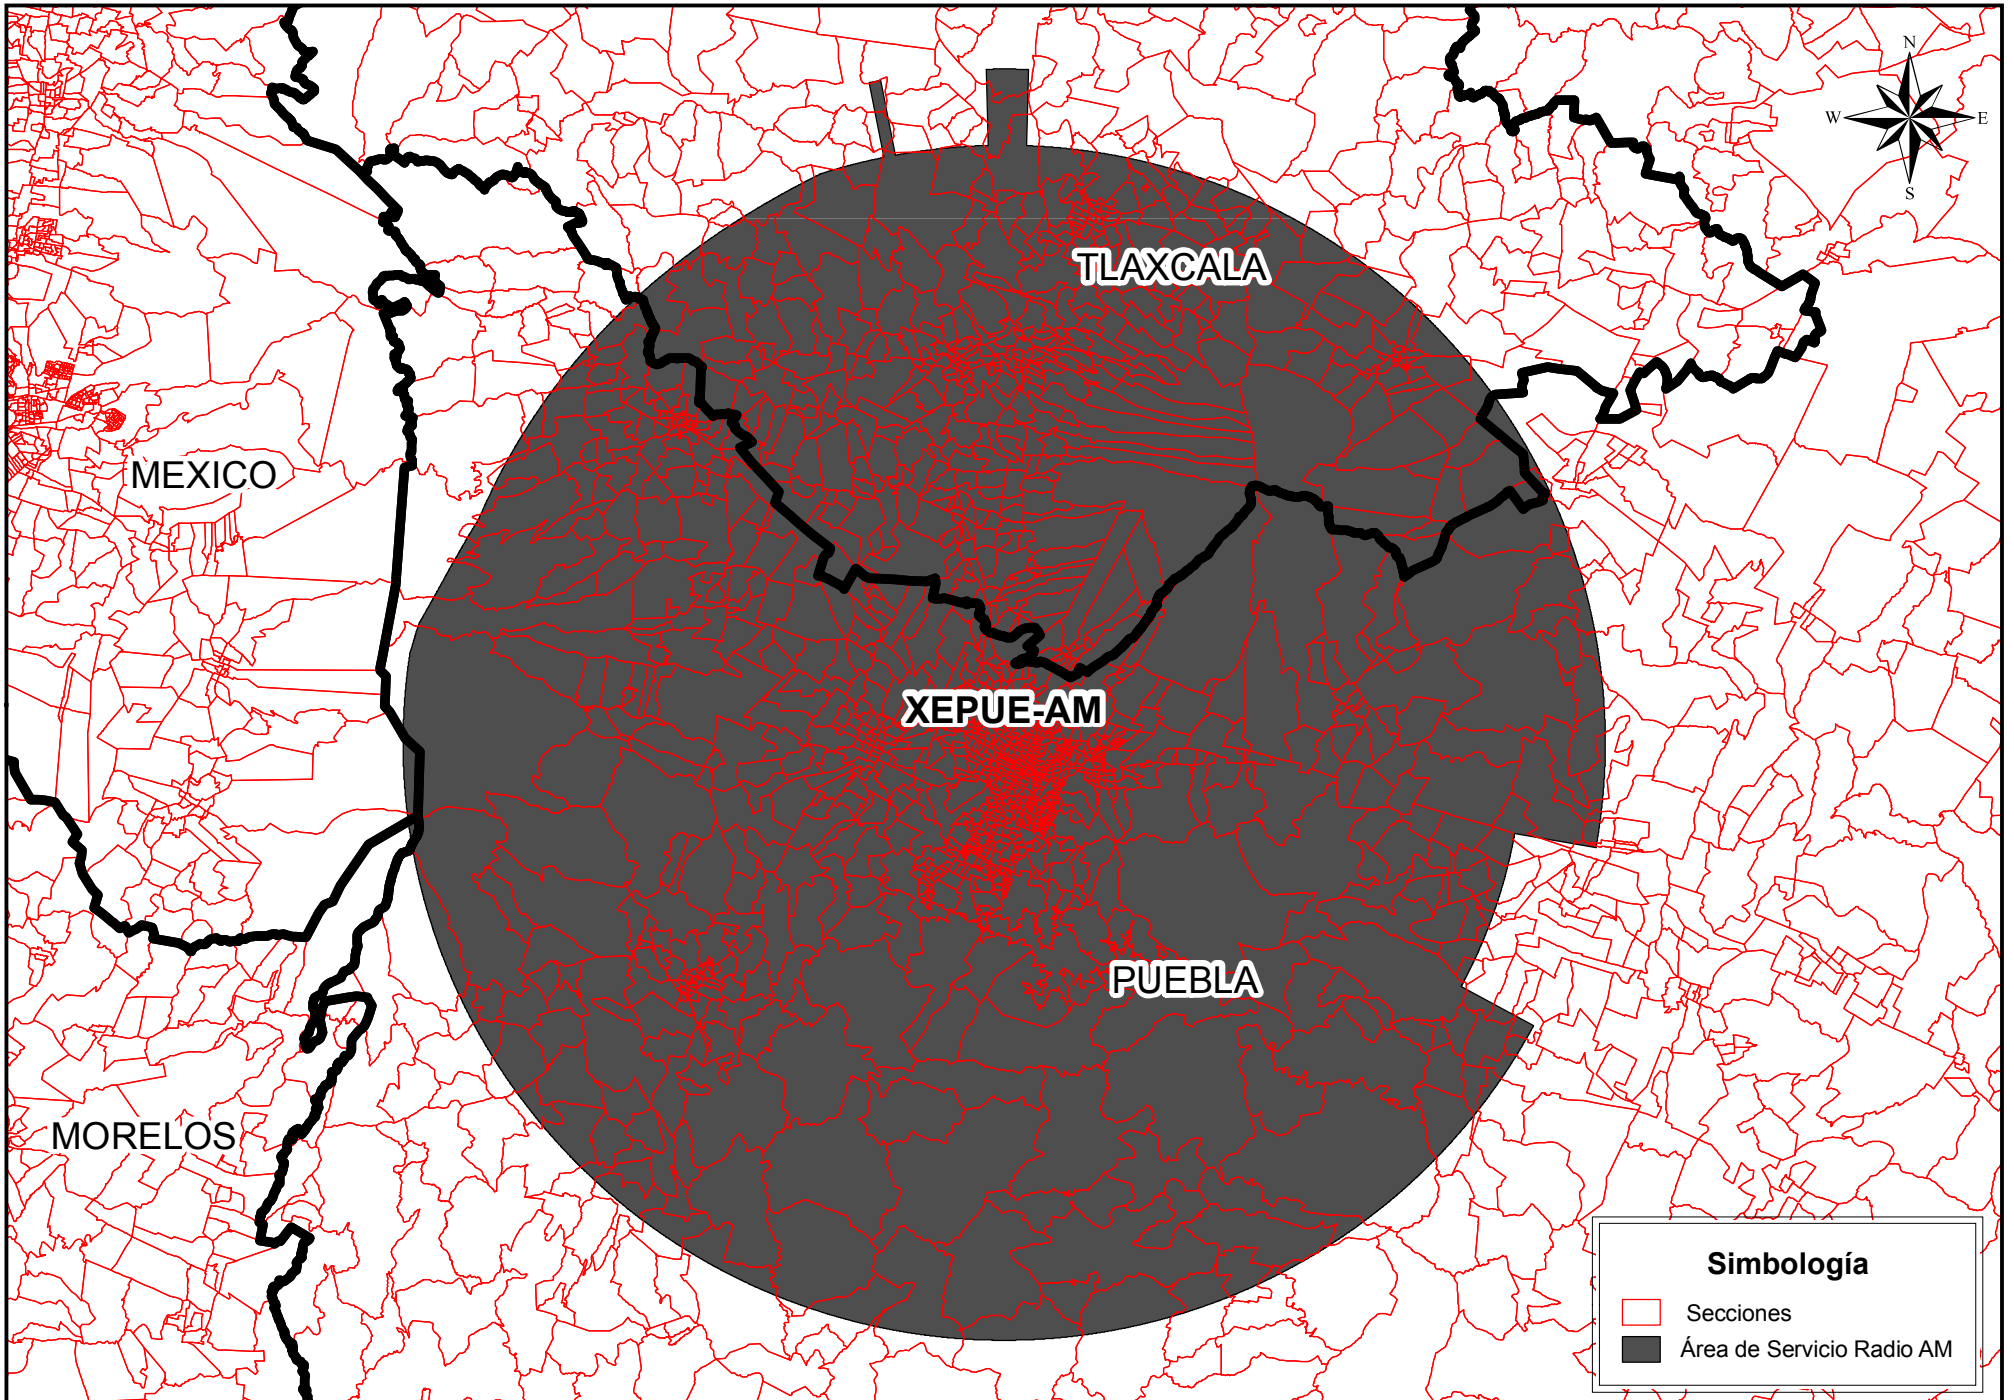 N
W E
S
TLAXCALA
MEXICO
XEPUE-AM
PUEBLA
MORELOS
Simbología
Secciones
Área de Servicio Radio AM